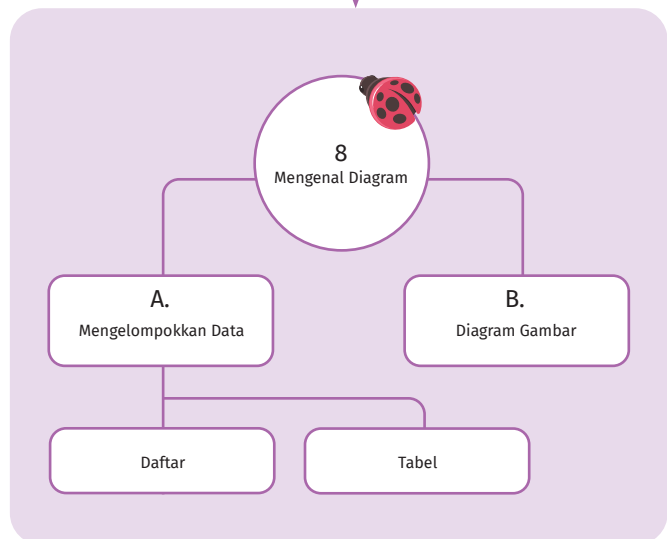 8
Mengenal Diagram
A.
Mengelompokkan Data
B.
Diagram Gambar
Daftar
Tabel